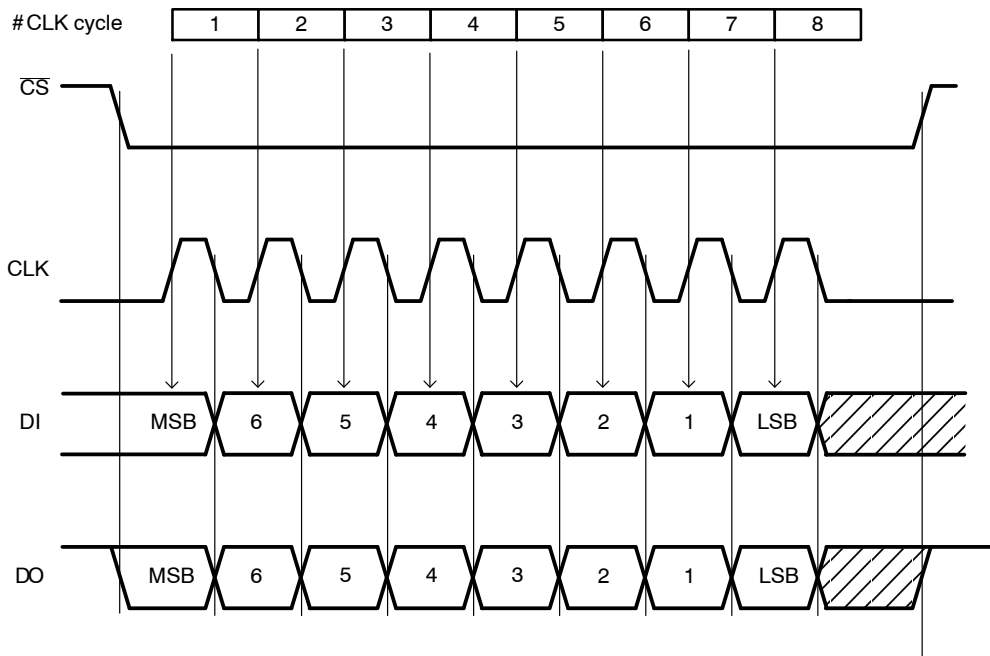 #CLK cycle 1 2 3 4 5 6 7 8
CS
CLK
DI MSB 6 5 4 3 2 1 LSB
DO MSB 6 5 4 3 2 1 LSB